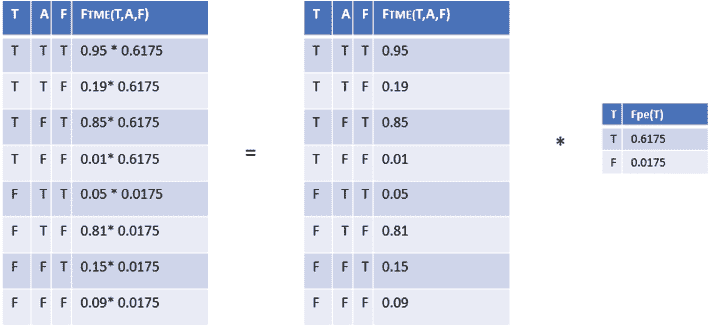 T A F FTME(T,A,F)
T T T 0.95 * 0.6175
T T F 0.19* 0.6175
T F T 0.85* 0.6175
T F F 0.01* 0.6175
F T T 0.05 * 0.0175
F T F 0.81* 0.0175
F F T 0.15* 0.0175
F F F 0.09* 0.0175
=
T A F FTME(T,A,F)
T T T 0.95
T T F 0.19
T F T 0.85
T F F 0.01
F T T 0.05
F T F 0.81
F F T 0.15
F F F 0.09
*
T Fpe(T)
T 0.6175
F 0.0175